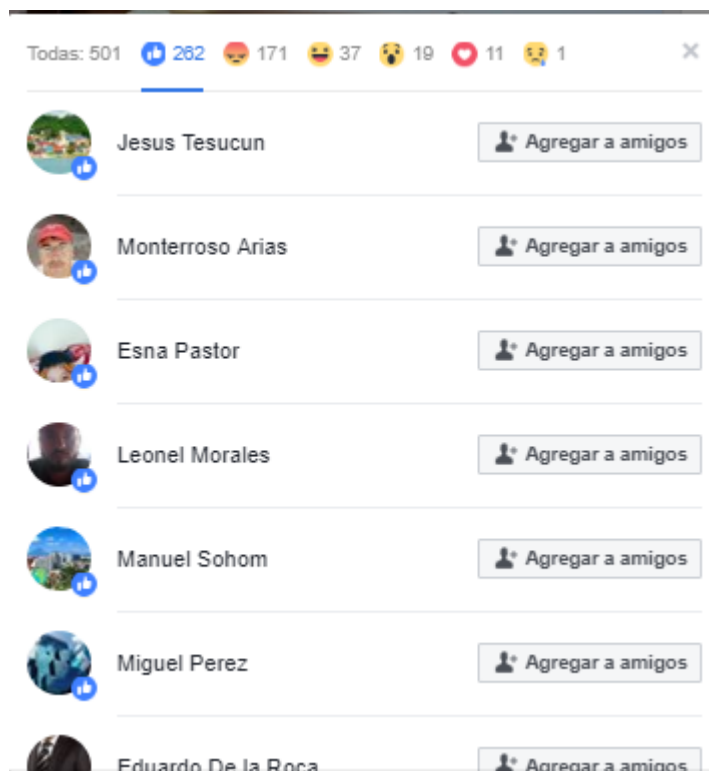 Todas: 501 262 171 37 19 11 1 ×
Jesus Tesucun Agregar a amigos
Monterroso Arias Agregar a amigos
Esna Pastor Agregar a amigos
Leonel Morales Agregar a amigos
Manuel Sohom Agregar a amigos
Miguel Perez Agregar a amigos
Eduardo De la Roca Agregar a amigos